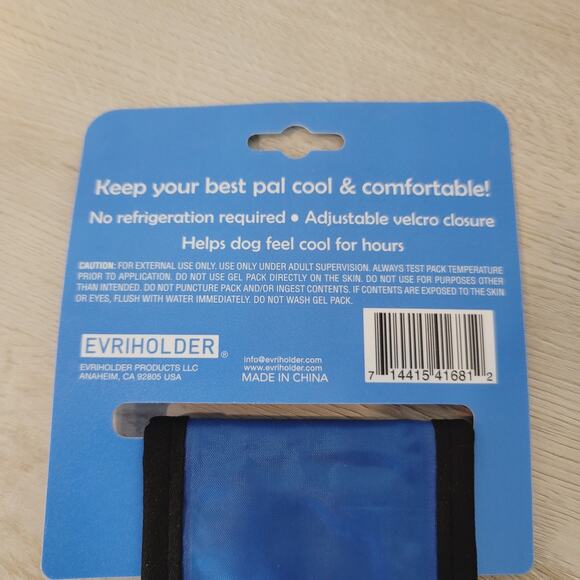 Keep your best pal cool & comfortable!
No refrigeration required • Adjustable velcro closure
Helps dog feel cool for hours
CAUTION: FOR EXTERNAL USE ONLY. USE ONLY UNDER ADULT SUPERVISION. ALWAYS TEST PACK TEMPERATURE
PRIOR TO APPLICATION. DO NOT USE GEL PACK DIRECTLY ON THE SKIN. DO NOT USE FOR PURPOSES OTHER
THAN INTENDED. DO NOT PUNCTURE PACK AND/OR INGEST CONTENTS. IF CONTENTS ARE EXPOSED TO THE SKIN
OR EYES, FLUSH WITH WATER IMMEDIATELY. DO NOT WASH GEL PACK.
EVRIHOLDER®
EVRIHOLDER PRODUCTS LLC
ANAHEIM, CA 92805 USA
info@evriholder.com
www.evriholder.com
MADE IN CHINA
7 14415 41681 2